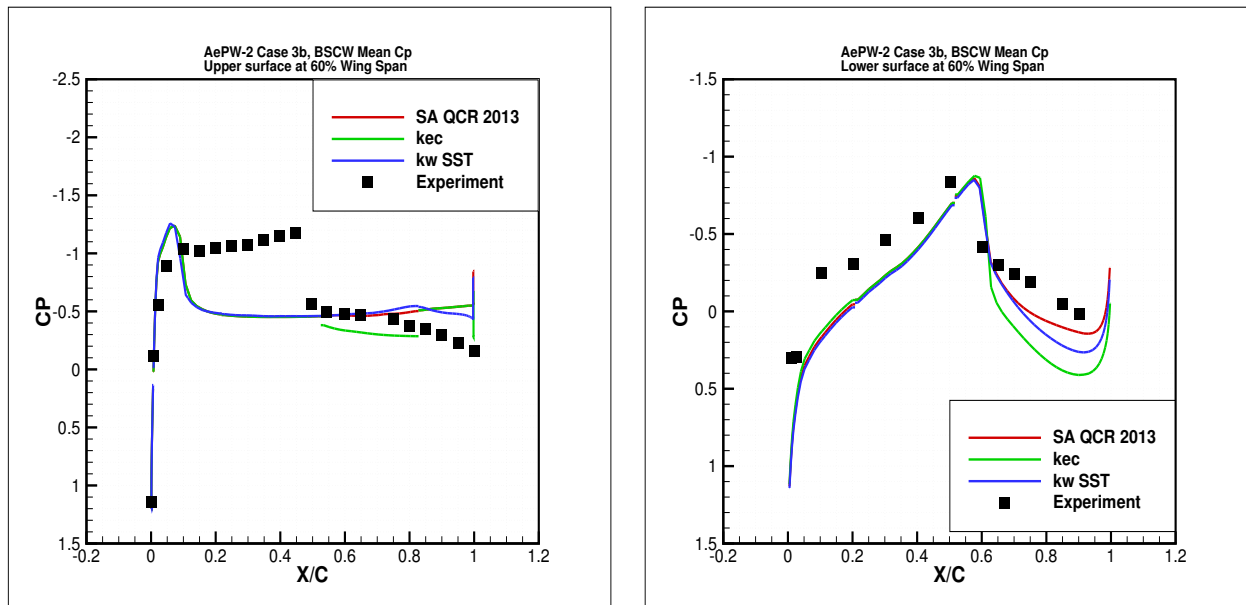 AePW-2 Case 3b, BSCW Mean Cp
Upper surface at 60% Wing Span
CP
-2.5
-2
-1.5
-1
-0.5
0
0.5
1
1.5
SA QCR 2013
kec
kw SST
Experiment
-0.2 0 0.2 0.4 0.6 0.8 1 1.2
X/C
AePW-2 Case 3b, BSCW Mean Cp
Lower surface at 60% Wing Span
CP
-1.5
-1
-0.5
0
0.5
1
1.5
SA QCR 2013
kec
kw SST
Experiment
-0.2 0 0.2 0.4 0.6 0.8 1 1.2
X/C